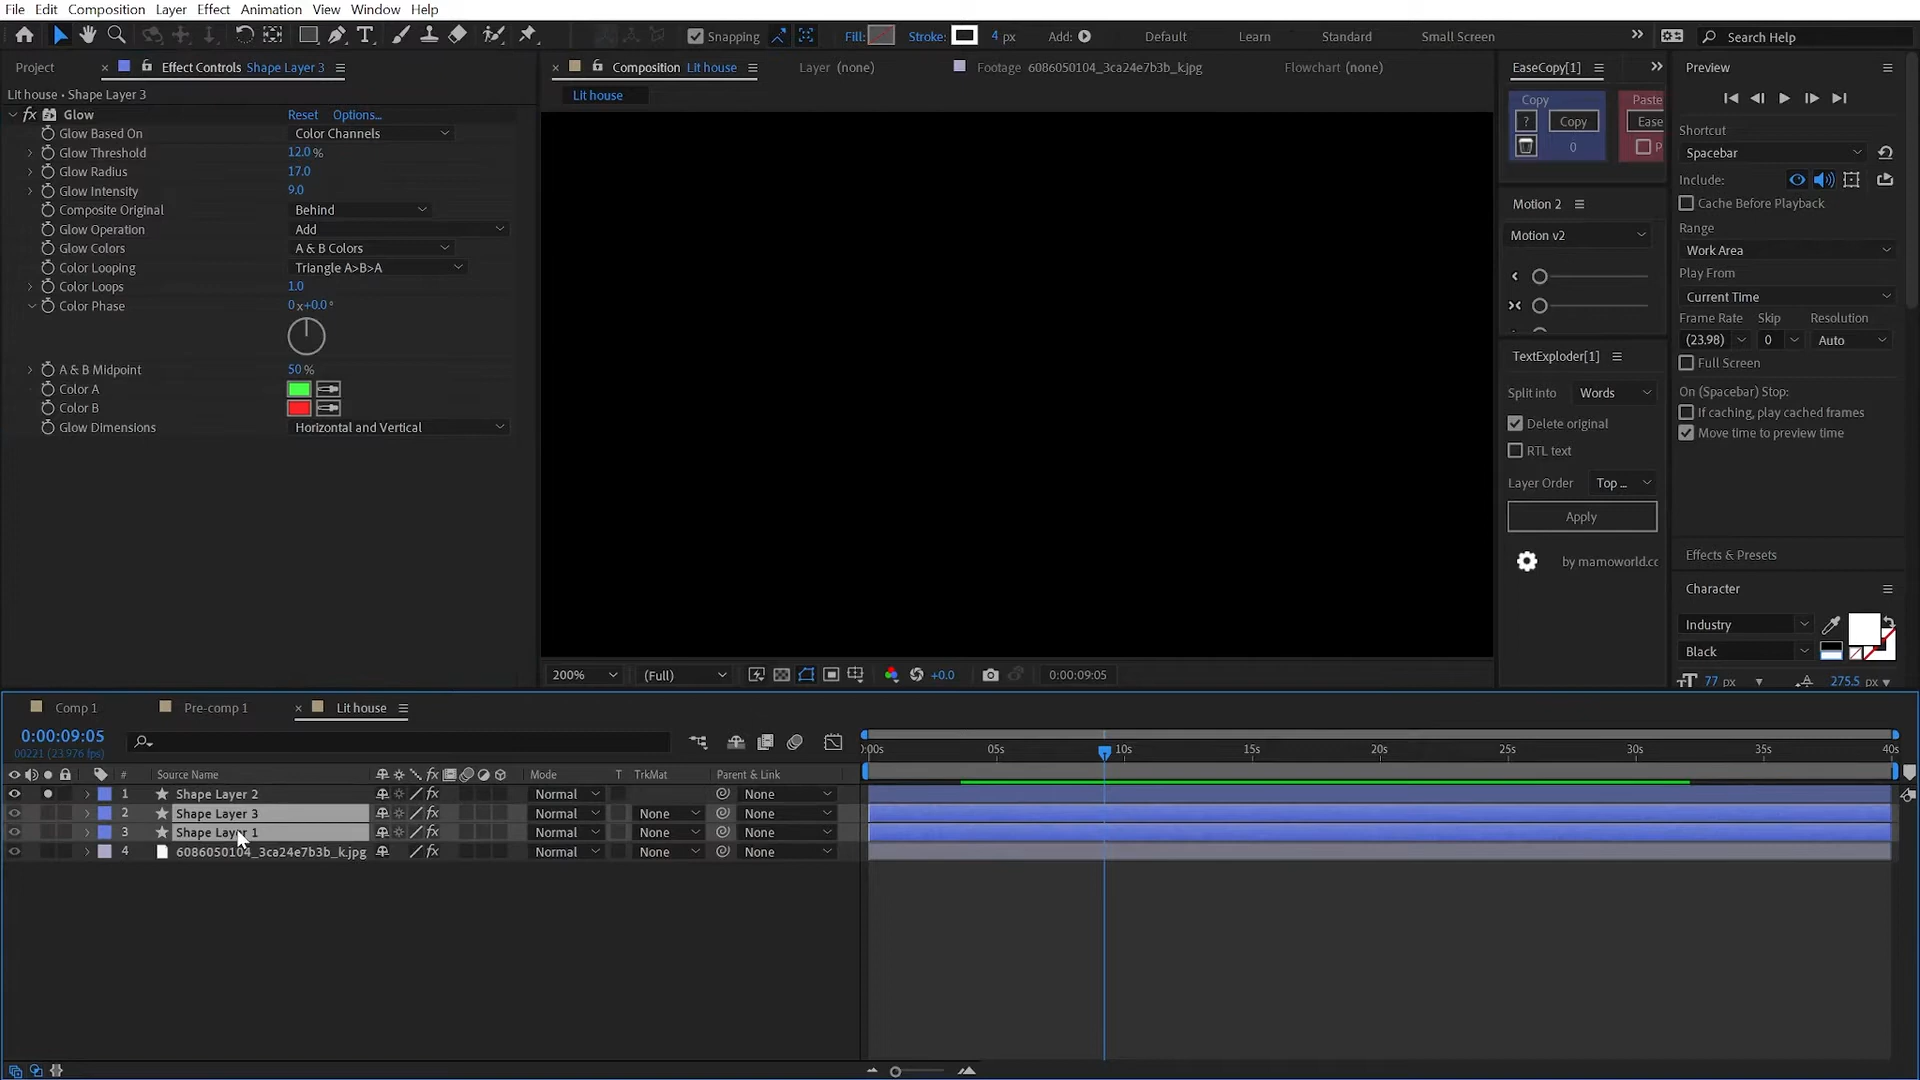 File Edit Composition Layer Effect Animation View Window Help
Snapping Fill: Stroke: 4 px Add: Default Learn Standard Small Screen Search Help
Project Effect Controls Shape Layer 3 Composition Lit house Layer (none) Footage 6086050104_3ca24e7b3b_k.jpg Flowchart (none) EaseCopy[1] Preview
Lit house • Shape Layer 3 Lit house
fx Glow Reset Options...
Glow Based On Color Channels
Glow Threshold 12.0 %
Glow Radius 17.0
Glow Intensity 9.0
Composite Original Behind
Glow Operation Add
Glow Colors A & B Colors
Color Looping Triangle A>B>A
Color Loops 1.0
Color Phase 0x+0.0°
A & B Midpoint 50 %
Color A
Color B
Glow Dimensions Horizontal and Vertical
Copy Paste
? Copy Ease
0 P
Motion 2
Motion v2
TextExploder[1]
Split into Words
Delete original
RTL text
Layer Order Top ...
Apply
by mamoworld.cc
Shortcut
Spacebar
Include:
Cache Before Playback
Range
Work Area
Play From
Current Time
Frame Rate Skip Resolution
(23.98) 0 Auto
Full Screen
On (Spacebar) Stop:
If caching, play cached frames
Move time to preview time
Effects & Presets
Character
Industry
Black
77 px 275.5 px
200% (Full) +0.0 0:00:09:05
Comp 1 Pre-comp 1 Lit house
0:00:09:05
00221 (23.976 fps)
:00s 05s 10s 15s 20s 25s 30s 35s 40s
# Source Name fx Mode T TrkMat Parent & Link
1 Shape Layer 2 fx Normal None
2 Shape Layer 3 fx Normal None None
3 Shape Layer 1 fx Normal None None
4 6086050104_3ca24e7b3b_k.jpg fx Normal None None